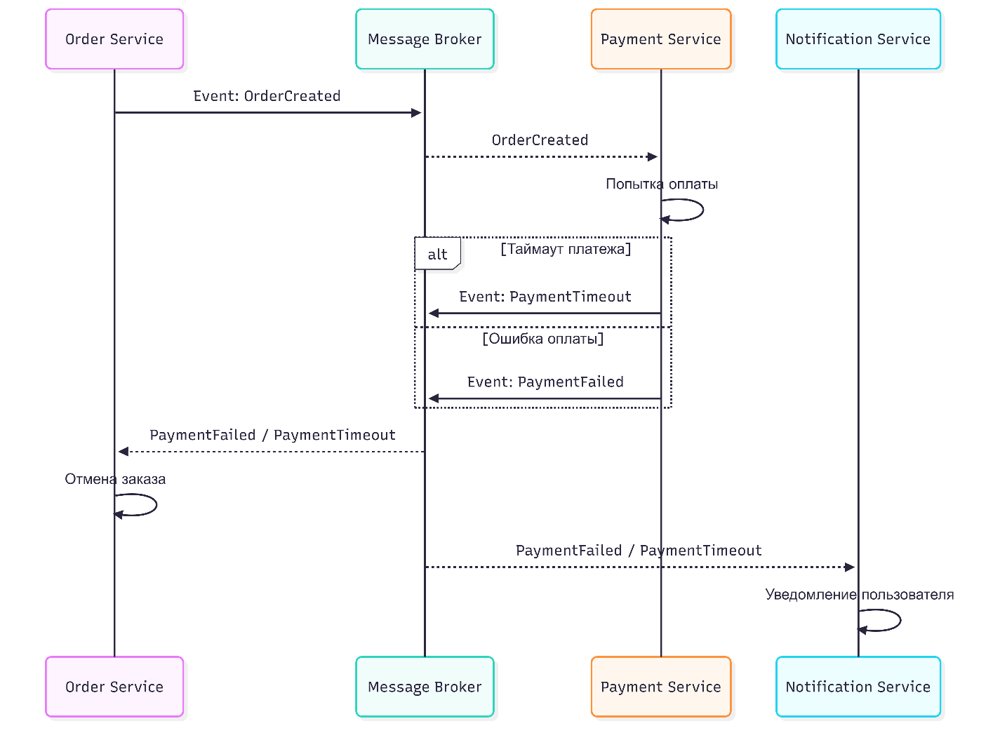 Order Service
Message Broker
Payment Service
Notification Service
Event: OrderCreated
OrderCreated
Попытка оплаты
alt
[Таймаут платежа]
Event: PaymentTimeout
[Ошибка оплаты]
Event: PaymentFailed
PaymentFailed / PaymentTimeout
Отмена заказа
PaymentFailed / PaymentTimeout
Уведомление пользователя
Order Service
Message Broker
Payment Service
Notification Service